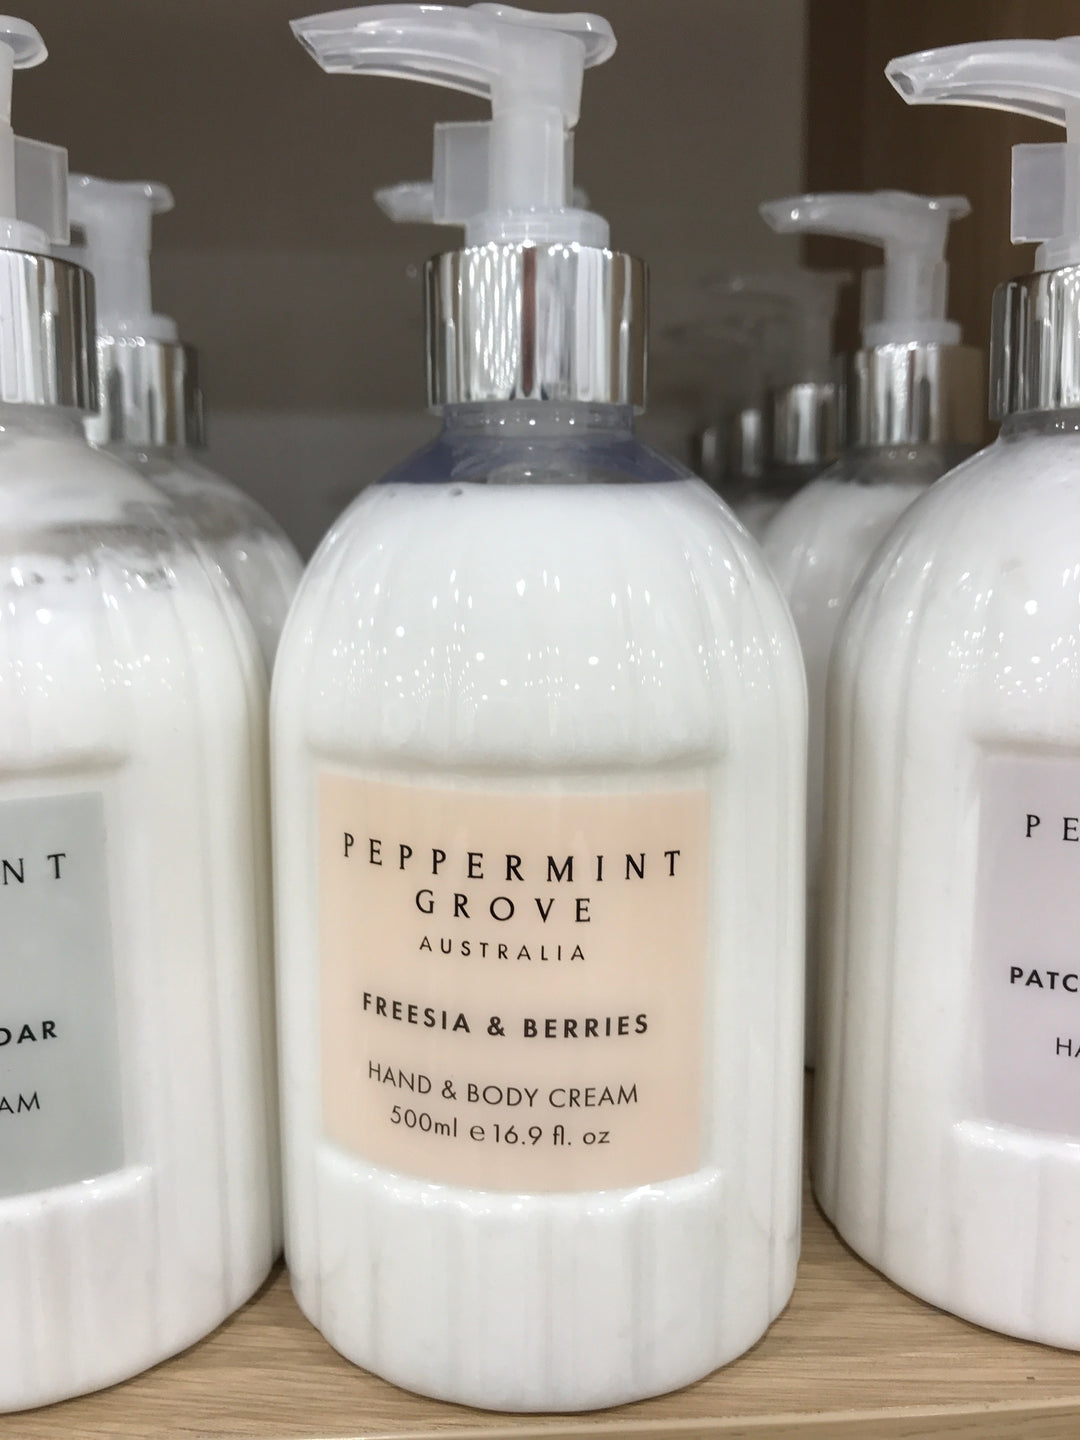 PEPPERMINT
GROVE
AUSTRALIA
FREESIA & BERRIES
HAND & BODY CREAM
500ml e 16.9 fl. oz
NT
DAR
AM
PE
PATC
HA